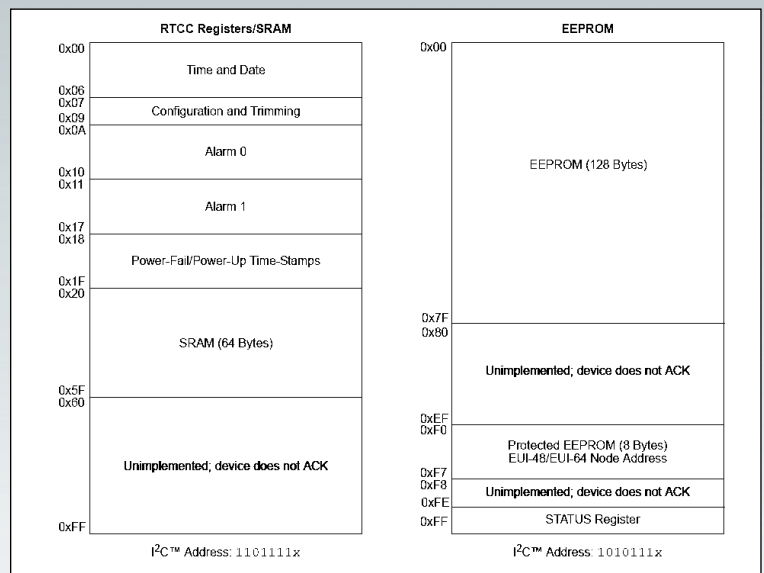 RTCC Registers/SRAM
0x00
Time and Date
0x06
0x07
Configuration and Trimming
0x09
0x0A
Alarm 0
0x10
0x11
Alarm 1
0x17
0x18
Power-Fail/Power-Up Time-Stamps
0x1F
0x20
SRAM (64 Bytes)
0x5F
0x60
Unimplemented; device does not ACK
0xFF
I²C™ Address: 1101111x
EEPROM
0x00
EEPROM (128 Bytes)
0x7F
0x80
Unimplemented; device does not ACK
0xEF
0xF0
Protected EEPROM (8 Bytes)
EUI-48/EUI-64 Node Address
0xF7
0xF8
Unimplemented; device does not ACK
0xFE
0xFF
STATUS Register
I²C™ Address: 1010111x